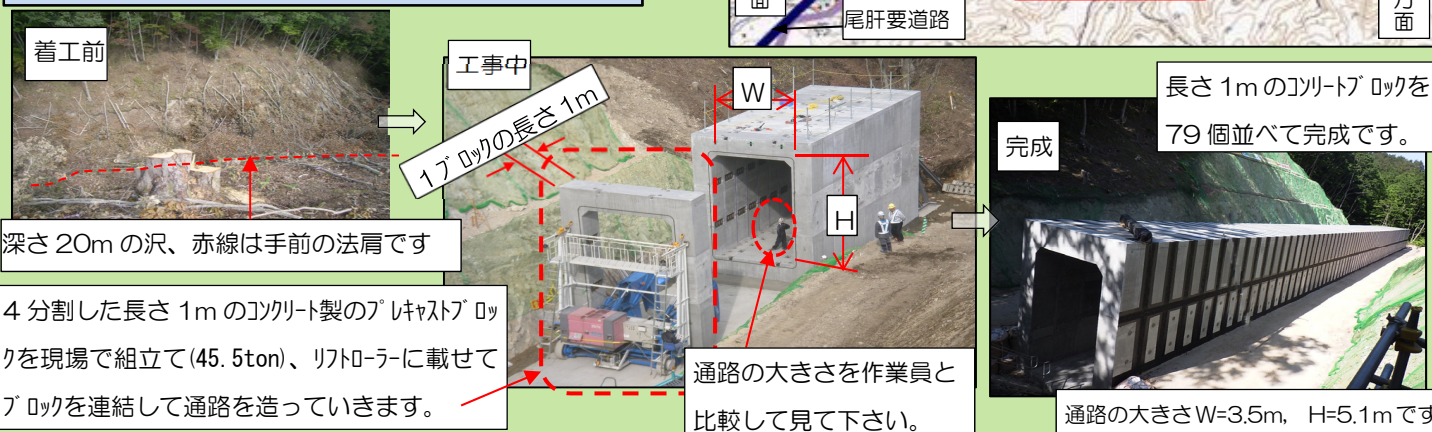 面
尾肝要道路
方
面
着工前
工事中
1ブロックの長さ1m
W
H
完成
長さ1mのコンリートブロックを
79個並べて完成です。
深さ20mの沢、赤線は手前の法肩です
4分割した長さ1mのコンクリート製のプレキャストブロッ
クを現場で組立て(45.5ton)、リフトローラーに載せて
ブロックを連結して通路を造っていきます。
通路の大きさを作業員と
比較して見て下さい。
通路の大きさW=3.5m, H=5.1mです